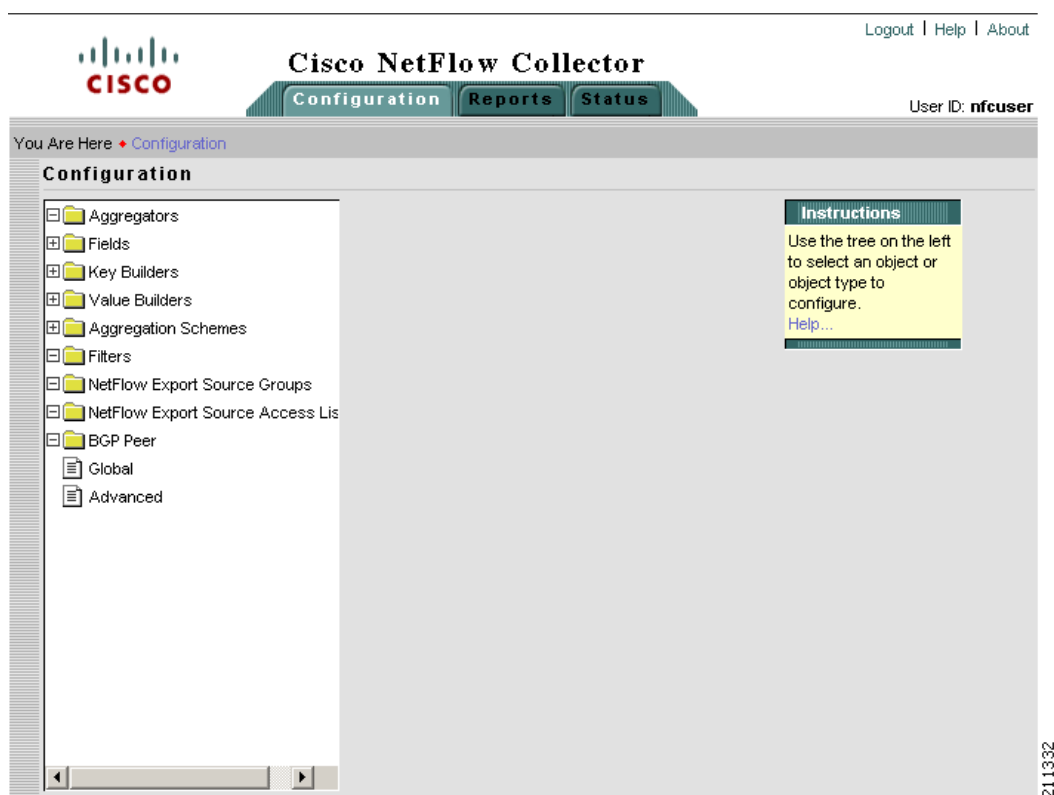 Logout | Help | About
CISCO
Cisco NetFlow Collector
Configuration Reports Status
User ID: nfcuser
You Are Here ♦ Configuration
Configuration
Aggregators
Fields
Key Builders
Value Builders
Aggregation Schemes
Filters
NetFlow Export Source Groups
NetFlow Export Source Access Lis
BGP Peer
Global
Advanced
Instructions
Use the tree on the left
to select an object or
object type to
configure.
Help...
211332